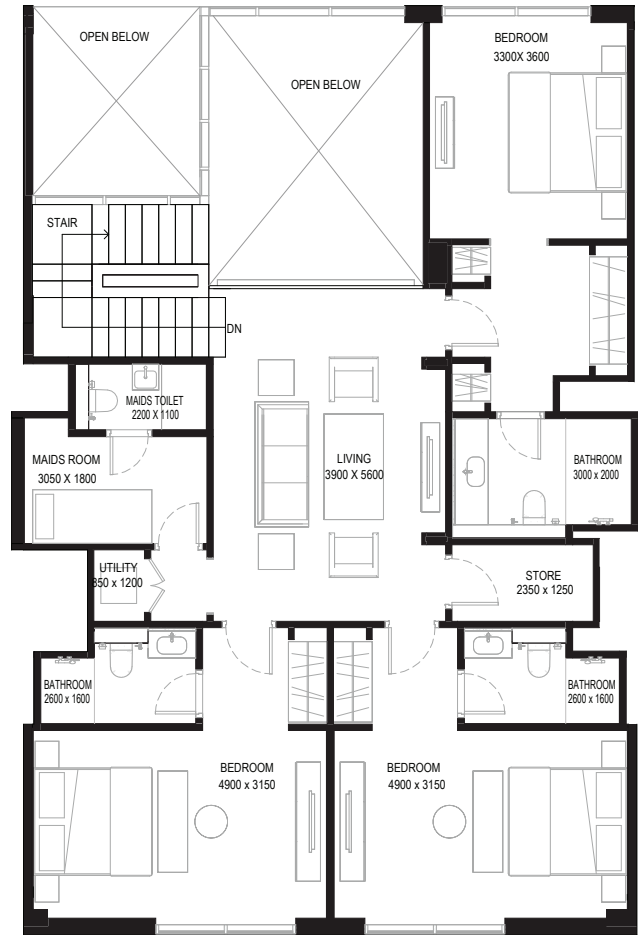 OPEN BELOW
OPEN BELOW
BEDROOM
3300X 3600
STAIR
DN
MAIDS TOILET
2200 X 1100
MAIDS ROOM
3050 X 1800
LIVING
3900 X 5600
BATHROOM
3000 x 2000
UTILITY
850 x 1200
STORE
2350 x 1250
BATHROOM
2600 x 1600
BATHROOM
2600 x 1600
BEDROOM
4900 x 3150
BEDROOM
4900 x 3150